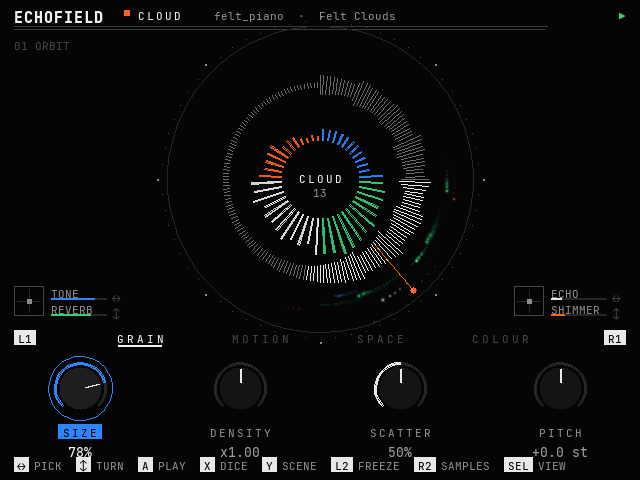 ECHOFIELD CLOUD felt_piano · Felt Clouds
01 ORBIT
CLOUD
13
TONE ECHO
REVERB SHIMMER
L1 GRAIN MOTION SPACE COLOUR R1
SIZE DENSITY SCATTER PITCH
78% x1.00 50% +0.0 st
PICK TURN A PLAY X DICE Y SCENE L2 FREEZE R2 SAMPLES SEL VIEW